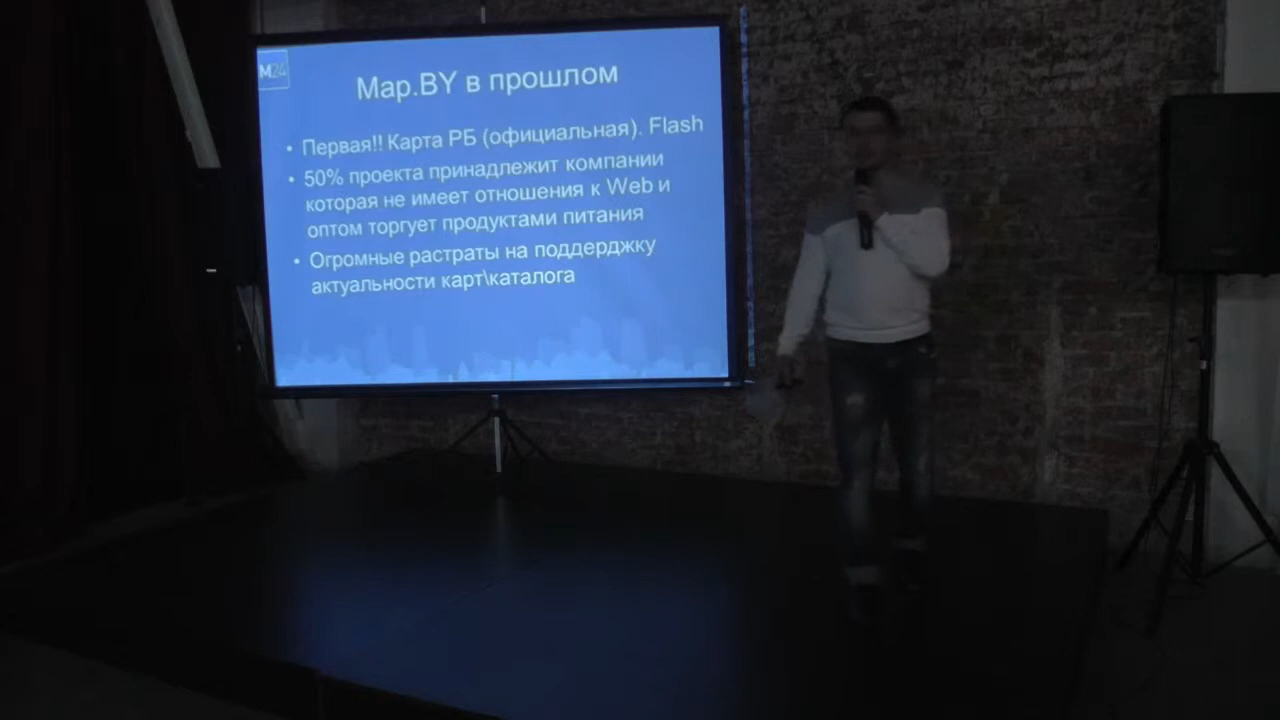 M24
Map.BY в прошлом
• Первая!! Карта РБ (официальная). Flash
• 50% проекта принадлежит компании
которая не имеет отношения к Web и
оптом торгует продуктами питания
• Огромные растраты на поддерджку
актуальности карт\каталога